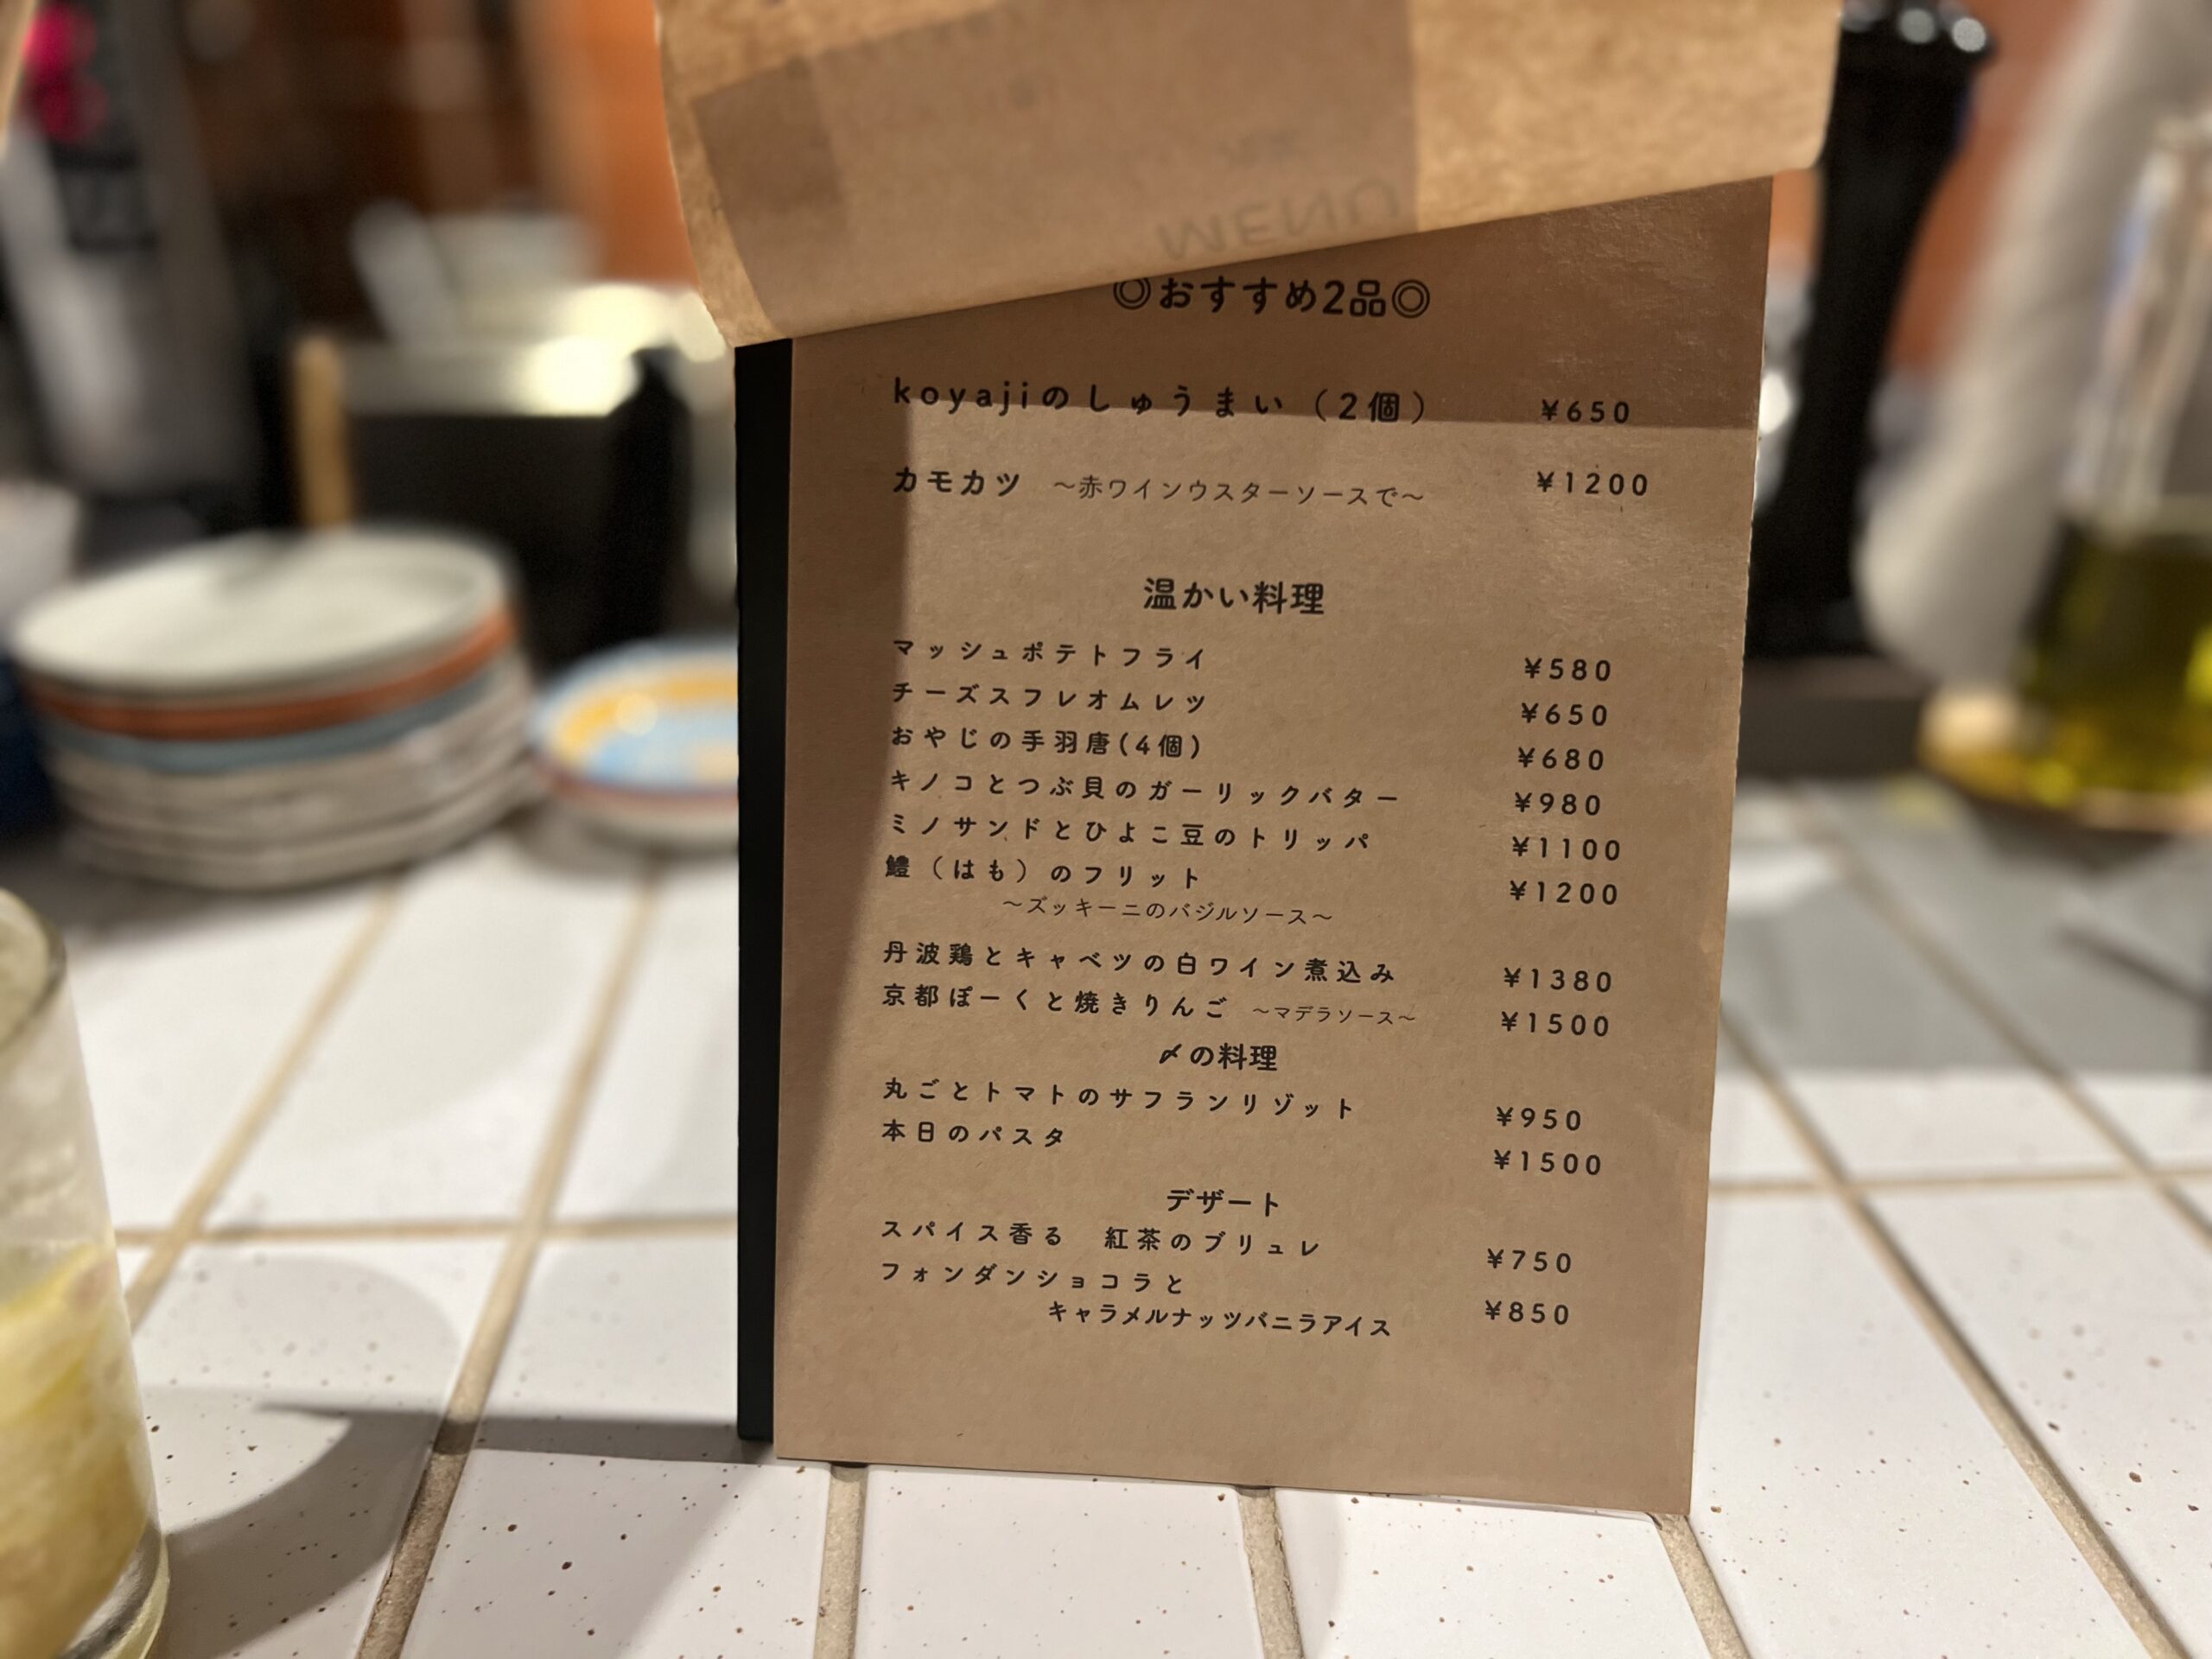 MENU
◎おすすめ2品◎
koyajiのしゅうまい（2個） ¥650
カモカツ ～赤ワインウスターソースで～ ¥1200
温かい料理
マッシュポテトフライ ¥580
チーズスフレオムレツ ¥650
おやじの手羽唐(4個) ¥680
キノコとつぶ貝のガーリックバター ¥980
ミノサンドとひよこ豆のトリッパ ¥1100
鱧（はも）のフリット ¥1200
～ズッキーニのバジルソース～
丹波鶏とキャベツの白ワイン煮込み ¥1380
京都ぽーくと焼きりんご ～マデラソース～ ¥1500
〆の料理
丸ごとトマトのサフランリゾット ¥950
本日のパスタ ¥1500
デザート
スパイス香る 紅茶のブリュレ ¥750
フォンダンショコラと
キャラメルナッツバニラアイス ¥850